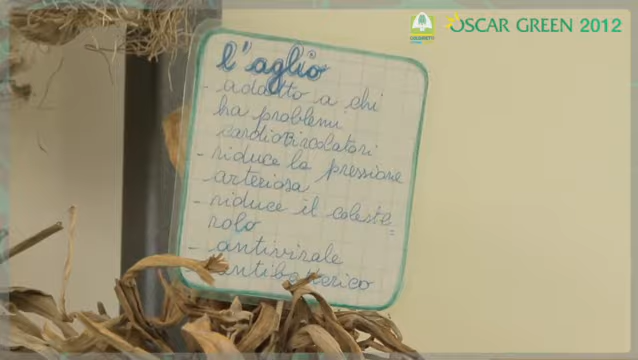 OSCAR GREEN 2012
COLDIRETTI
l'aglio
- adatto a chi
ha problemi
cardiocircolatori
- riduce la pressione
arteriosa
- riduce il coleste=
rolo
- antivirale
- antibatterico